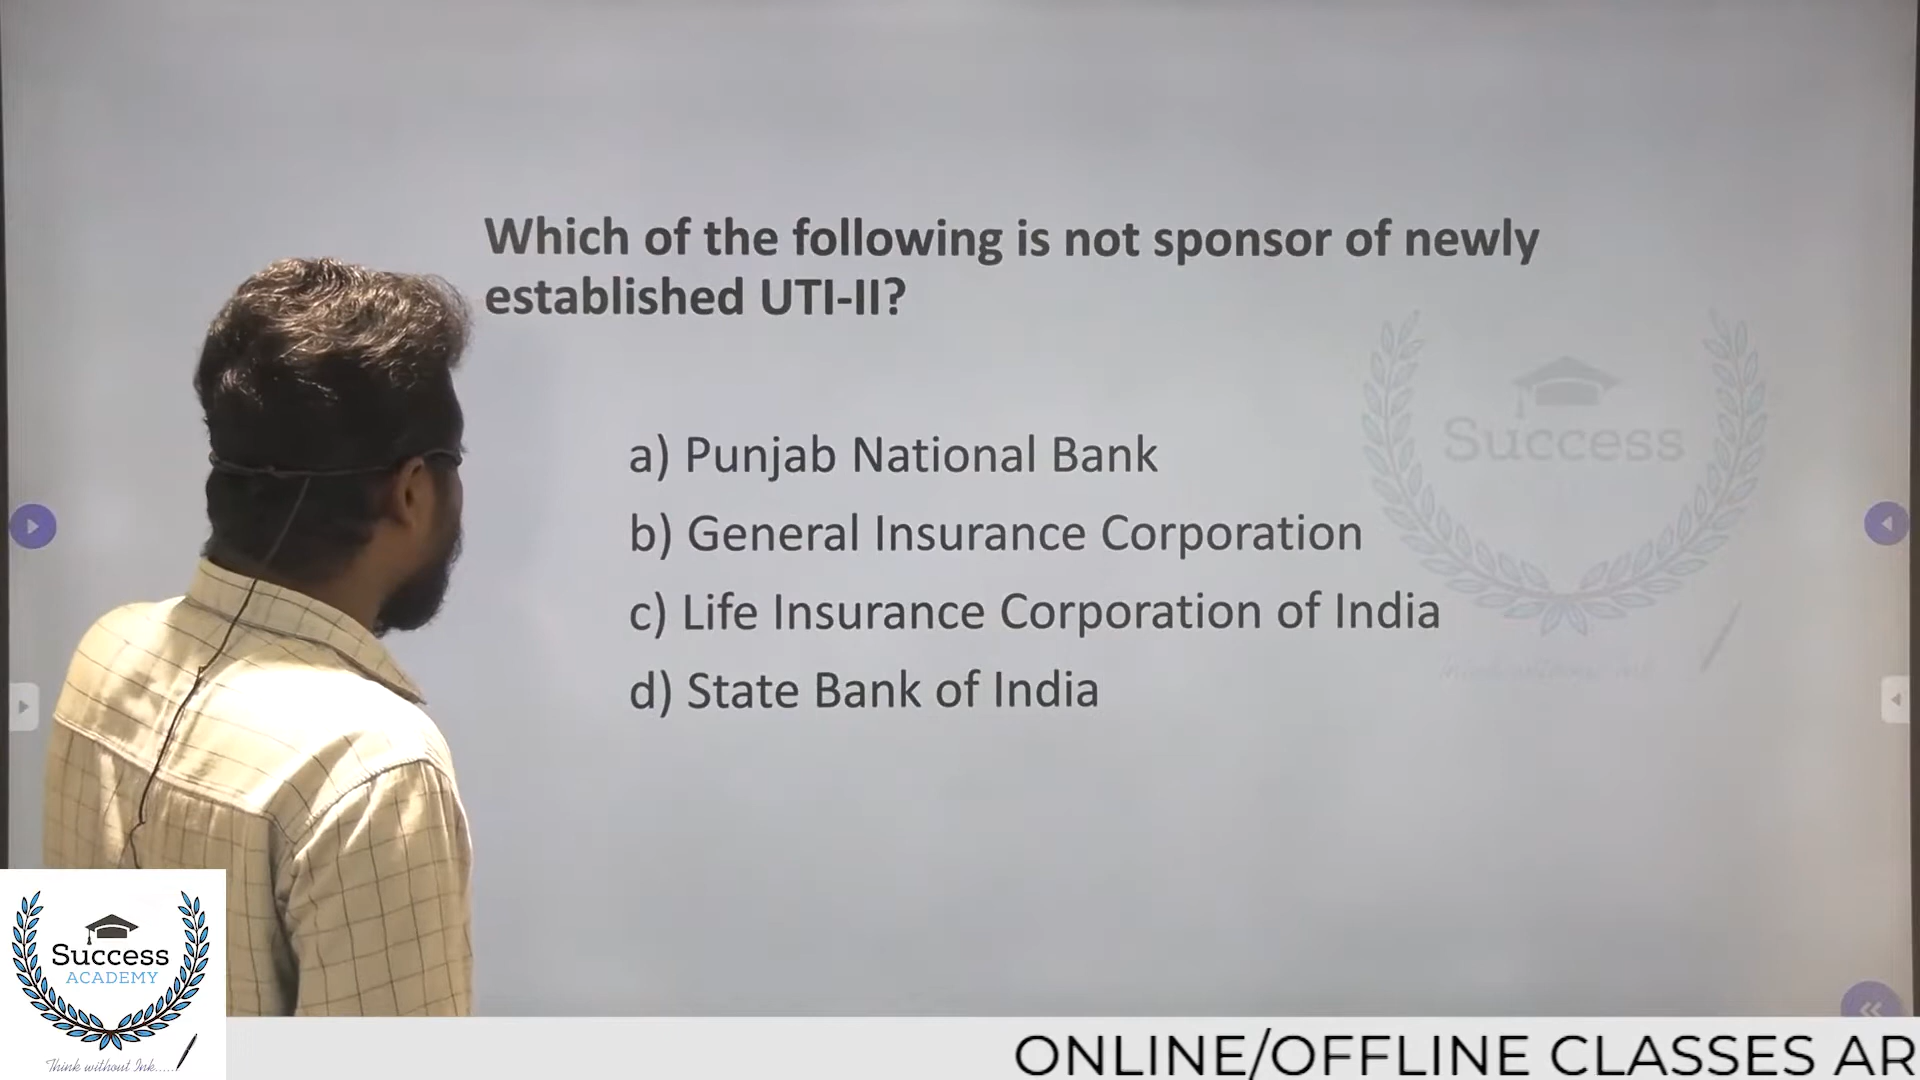 Which of the following is not sponsor of newly
established UTI-II?
a) Punjab National Bank
b) General Insurance Corporation
c) Life Insurance Corporation of India
d) State Bank of India
Success
Success
ACADEMY
Think without Ink.....
ONLINE/OFFLINE CLASSES AR